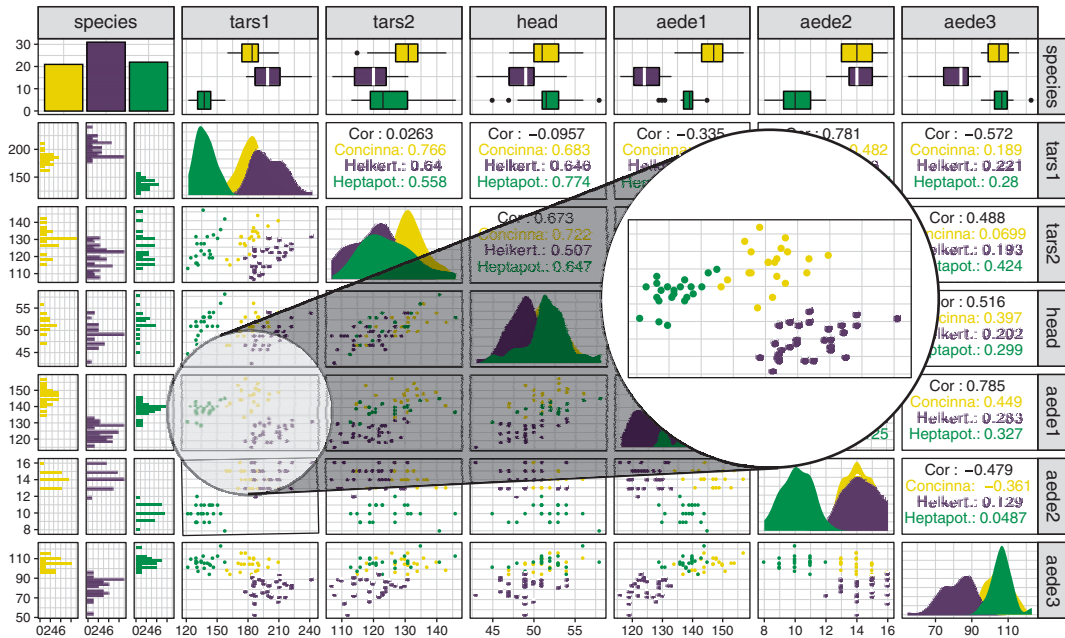 species tars1 tars2 head aede1 aede2 aede3
30
20
10
0
species
200
150
Cor : 0.0263
Concinna: 0.766
Heikert.: 0.64
Heptapot.: 0.558
Cor : −0.0957
Concinna: 0.683
Heikert.: 0.646
Heptapot.: 0.774
Cor : −0.335
Cor : 0.781
0.482
Cor : −0.572
Concinna: 0.189
Heikert.: 0.221
Heptapot.: 0.28
tars1
140
130
120
110
Cor : 0.673
Concinna: 0.722
Heikert.: 0.507
Heptapot.: 0.647
Cor : 0.488
Concinna: 0.0699
Heikert.: 0.193
Heptapot.: 0.424
tars2
55
50
45
Cor : 0.516
Concinna: 0.397
Heikert.: 0.202
Heptapot.: 0.299
head
150
140
130
120
25
Cor : 0.785
Concinna: 0.449
Heikert.: 0.263
Heptapot.: 0.327
aede1
16
14
12
10
8
Cor : −0.479
Concinna: −0.361
Heikert.: 0.129
Heptapot.: 0.0487
aede2
110
90
70
50
aede3
0246 0246 0246 120 150 180 210 240 110 120 130 140 45 50 55 120 130 140 150 8 10 12 14 16 70 90 110